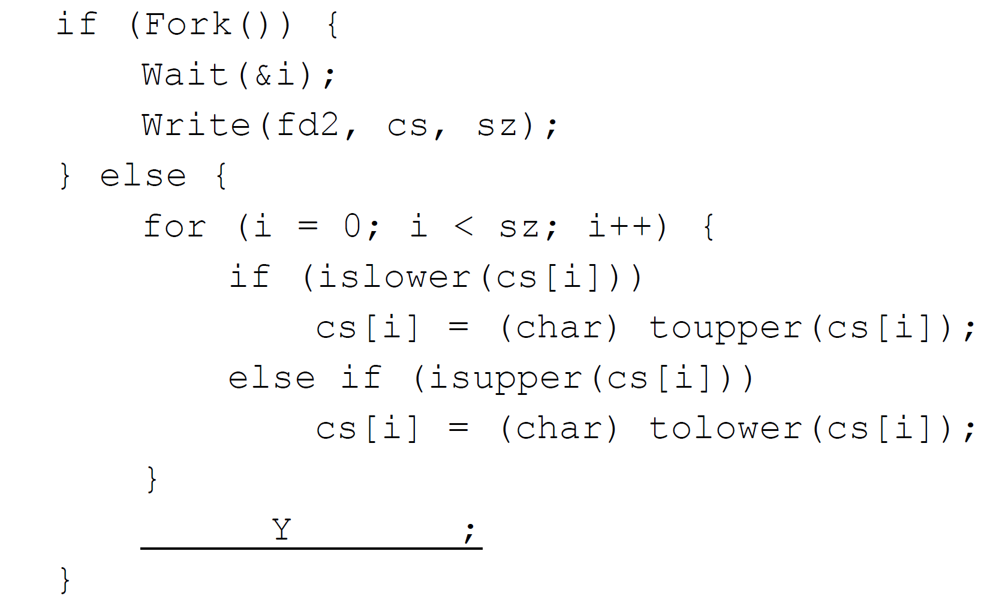 if (Fork()) {
    Wait(&i);
    Write(fd2, cs, sz);
} else {
    for (i = 0; i < sz; i++) {
        if (islower(cs[i]))
            cs[i] = (char) toupper(cs[i]);
        else if (isupper(cs[i]))
            cs[i] = (char) tolower(cs[i]);
    }
    Y ;
}